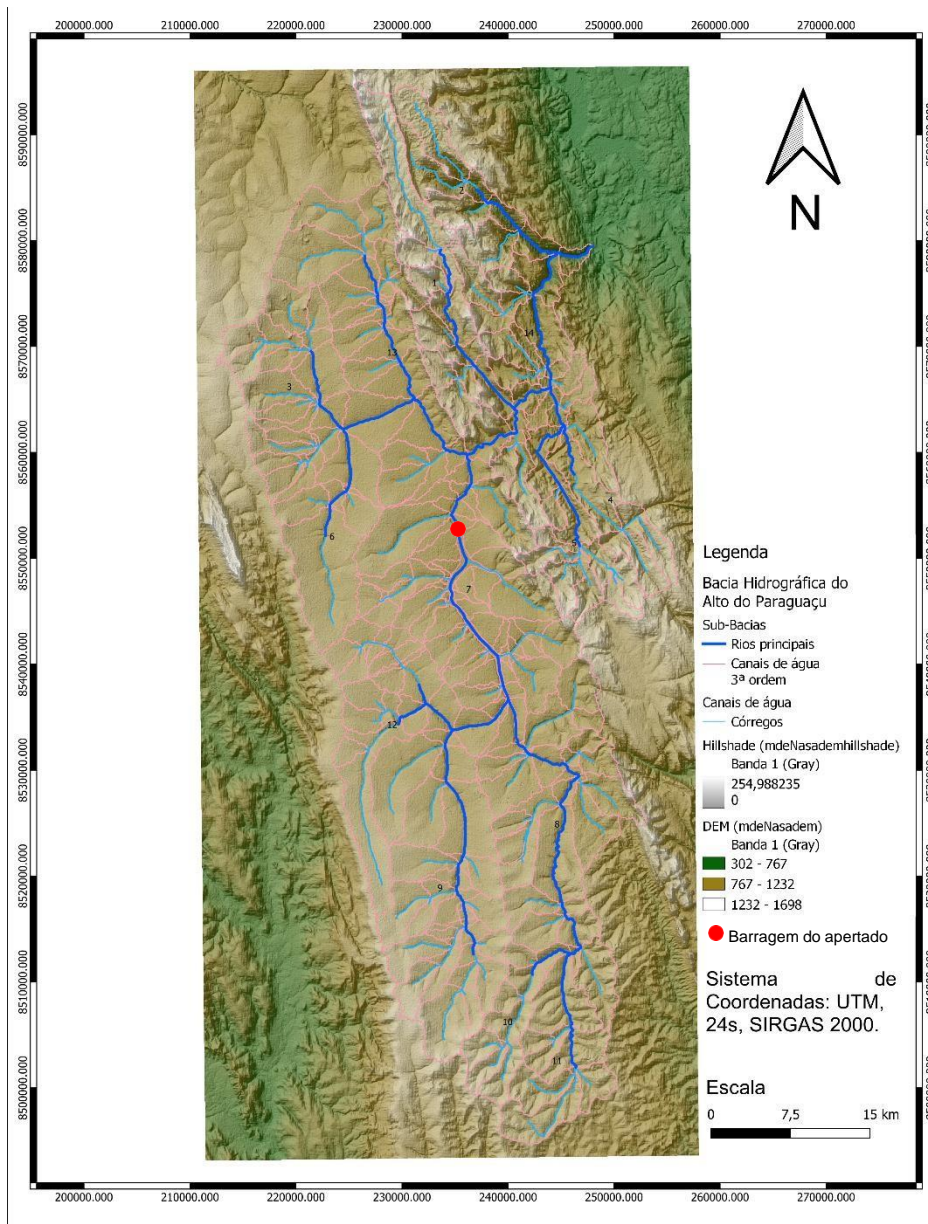 200000.000 210000.000 220000.000 230000.000 240000.000 250000.000 260000.000 270000.000
8590000.000
8580000.000
8570000.000
8560000.000
8550000.000
8540000.000
8530000.000
8520000.000
8510000.000
8500000.000
N
2
1
14
13
3
4
5
6
7
12
8
9
10
11
Legenda
Bacia Hidrográfica do
Alto do Paraguaçu
Sub-Bacias
Rios principais
Canais de água
3ª ordem
Canais de água
Córregos
Hillshade (mdeNasademhillshade)
Banda 1 (Gray)
254,988235
0
DEM (mdeNasadem)
Banda 1 (Gray)
302 - 767
767 - 1232
1232 - 1698
Barragem do apertado
Sistema de
Coordenadas: UTM,
24s, SIRGAS 2000.
Escala
0 7,5 15 km
200000.000 210000.000 220000.000 230000.000 240000.000 250000.000 260000.000 270000.000